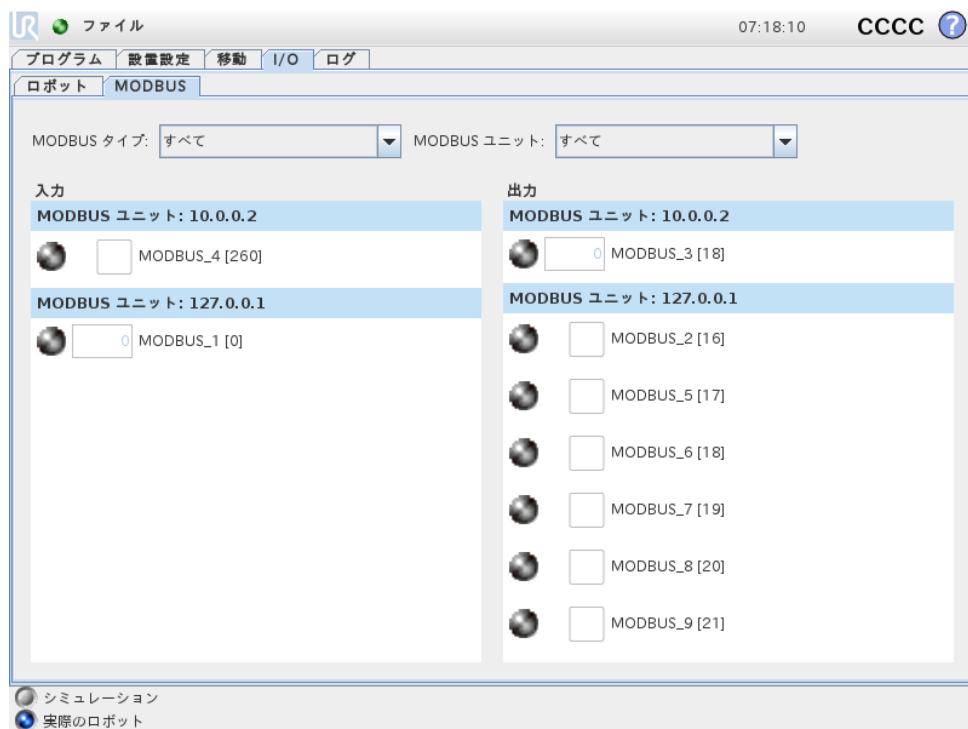 UR ファイル 07:18:10 CCCC ?
プログラム 設置設定 移動 I/O ログ
ロボット MODBUS
MODBUS タイプ: すべて MODBUS ユニット: すべて
入力
MODBUS ユニット: 10.0.0.2
MODBUS_4 [260]
MODBUS ユニット: 127.0.0.1
0 MODBUS_1 [0]
出力
MODBUS ユニット: 10.0.0.2
0 MODBUS_3 [18]
MODBUS ユニット: 127.0.0.1
MODBUS_2 [16]
MODBUS_5 [17]
MODBUS_6 [18]
MODBUS_7 [19]
MODBUS_8 [20]
MODBUS_9 [21]
シミュレーション
実際のロボット